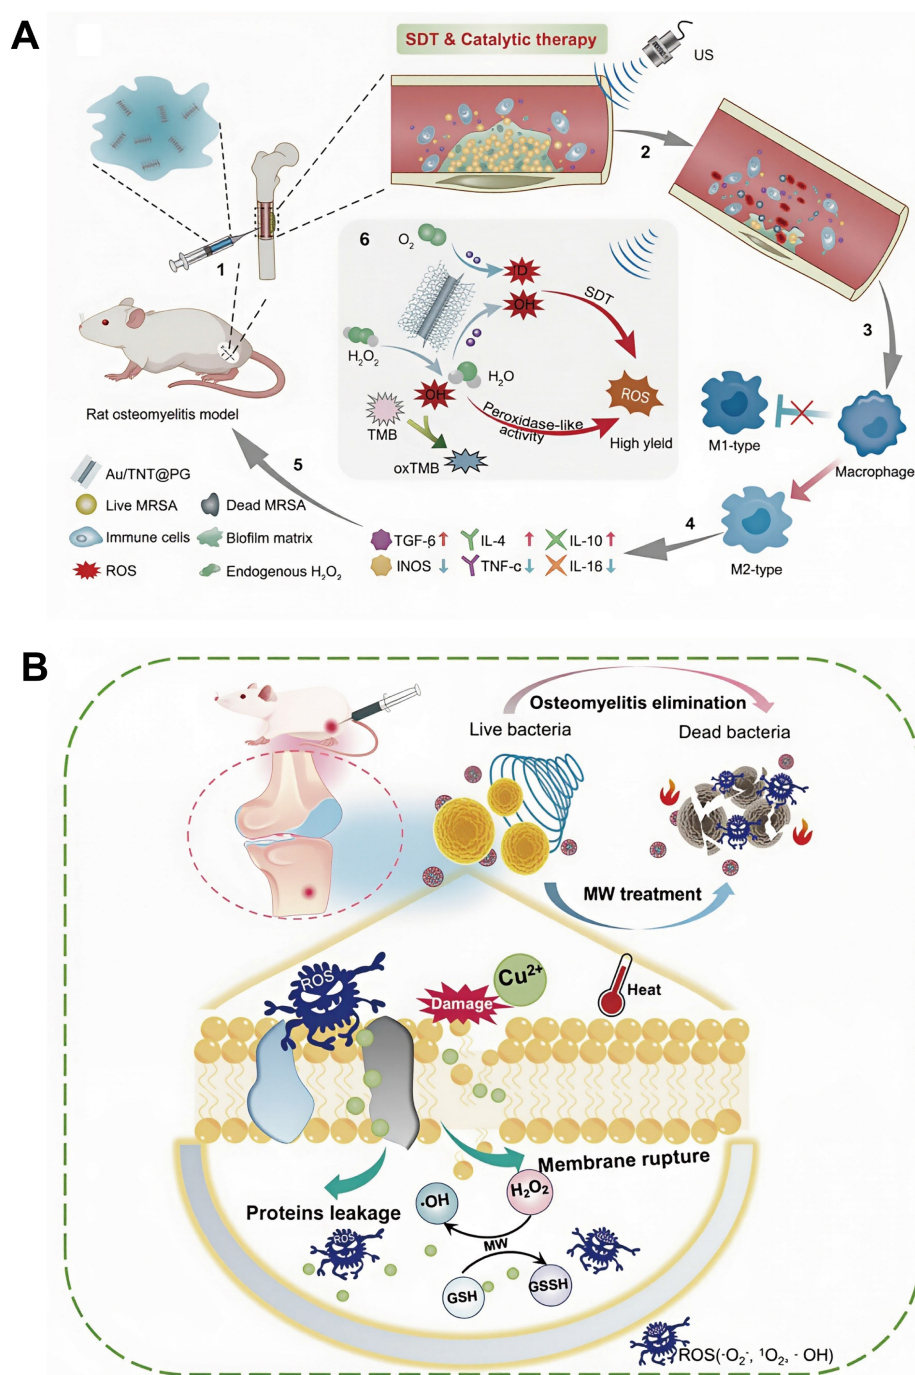 A
SDT & Catalytic therapy
US
2
1
6
O₂
H₂O₂
·OH
·OH
H₂O
SDT
ROS
High yield
Peroxidase-like
activity
TMB
oxTMB
3
M1-type
Macrophage
M2-type
4
5
Rat osteomyelitis model
Au/TNT@PG
Live MRSA
Dead MRSA
Immune cells
Biofilm matrix
ROS
Endogenous H₂O₂
TGF-6
IL-4
IL-10
INOS
TNF-c
IL-16
B
Osteomyelitis elimination
Live bacteria
Dead bacteria
MW treatment
ROS
Damage
Cu²⁺
Heat
Membrane rupture
Proteins leakage
·OH
H₂O₂
MW
GSH
GSSH
ROS
ROS(·O₂⁻, ¹O₂, · OH)